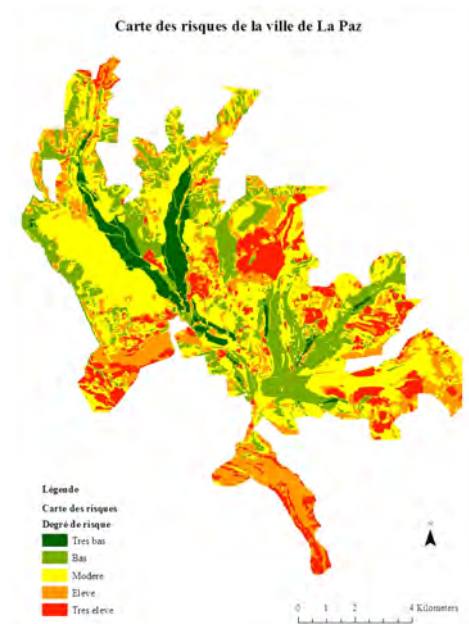 Carte des risques de la ville de La Paz
Légende
Carte des risques
Degré de risque
Tres bas
Bas
Modere
Eleve
Tres eleve
0 1 2 4 Kilometers